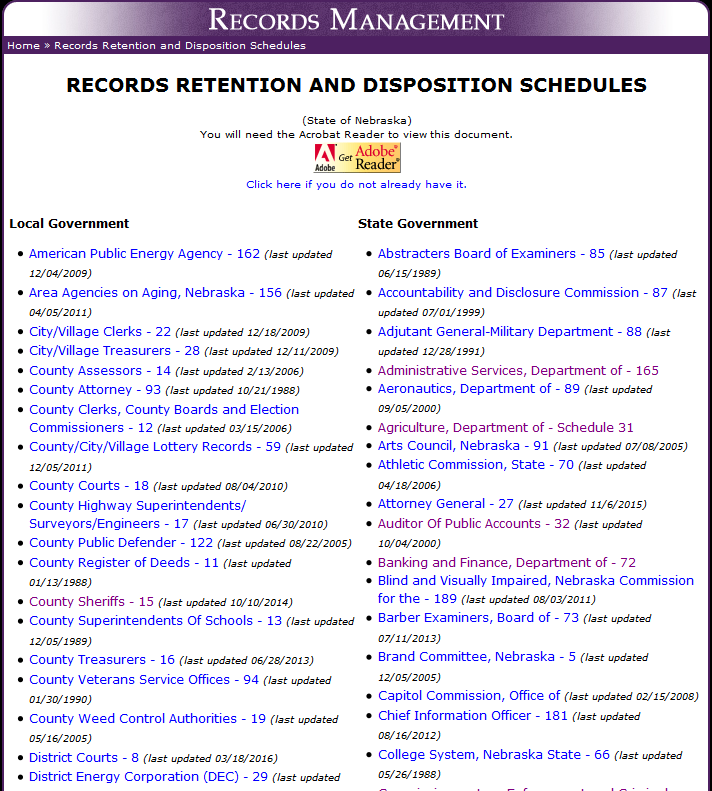 Records Management
Home » Records Retention and Disposition Schedules
RECORDS RETENTION AND DISPOSITION SCHEDULES
(State of Nebraska)
You will need the Acrobat Reader to view this document.
Adobe Get Adobe Reader
Click here if you do not already have it.
Local Government
American Public Energy Agency - 162 (last updated
12/04/2009)
Area Agencies on Aging, Nebraska - 156 (last updated
04/05/2011)
City/Village Clerks - 22 (last updated 12/18/2009)
City/Village Treasurers - 28 (last updated 12/11/2009)
County Assessors - 14 (last updated 2/13/2006)
County Attorney - 93 (last updated 10/21/1988)
County Clerks, County Boards and Election
Commissioners - 12 (last updated 03/15/2006)
County/City/Village Lottery Records - 59 (last updated
12/05/2011)
County Courts - 18 (last updated 08/04/2010)
County Highway Superintendents/
Surveyors/Engineers - 17 (last updated 06/30/2010)
County Public Defender - 122 (last updated 08/22/2005)
County Register of Deeds - 11 (last updated
01/13/1988)
County Sheriffs - 15 (last updated 10/10/2014)
County Superintendents Of Schools - 13 (last updated
12/05/1989)
County Treasurers - 16 (last updated 06/28/2013)
County Veterans Service Offices - 94 (last updated
01/30/1990)
County Weed Control Authorities - 19 (last updated
05/16/2005)
District Courts - 8 (last updated 03/18/2016)
District Energy Corporation (DEC) - 29 (last updated
State Government
Abstracters Board of Examiners - 85 (last updated
06/15/1989)
Accountability and Disclosure Commission - 87 (last
updated 07/01/1999)
Adjutant General-Military Department - 88 (last
updated 12/28/1991)
Administrative Services, Department of - 165
Aeronautics, Department of - 89 (last updated
09/05/2000)
Agriculture, Department of - Schedule 31
Arts Council, Nebraska - 91 (last updated 07/08/2005)
Athletic Commission, State - 70 (last updated
04/18/2006)
Attorney General - 27 (last updated 11/6/2015)
Auditor Of Public Accounts - 32 (last updated
10/04/2000)
Banking and Finance, Department of - 72
Blind and Visually Impaired, Nebraska Commission
for the - 189 (last updated 08/03/2011)
Barber Examiners, Board of - 73 (last updated
07/11/2013)
Brand Committee, Nebraska - 5 (last updated
12/05/2005)
Capitol Commission, Office of (last updated 02/15/2008)
Chief Information Officer - 181 (last updated
08/16/2012)
College System, Nebraska State - 66 (last updated
05/26/1988)